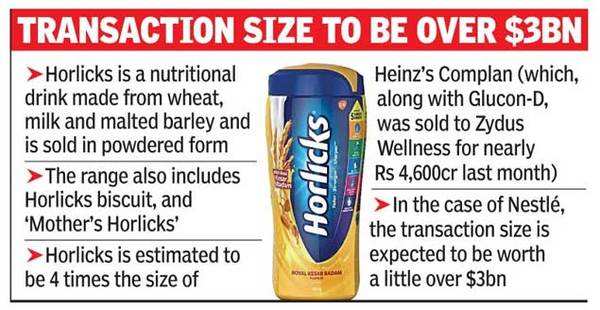 TRANSACTION SIZE TO BE OVER $3BN
➤Horlicks is a nutritional
drink made from wheat,
milk and malted barley and
is sold in powdered form
➤The range also includes
Horlicks biscuit, and
‘Mother’s Horlicks’
➤Horlicks is estimated to
be 4 times the size of
Horlicks
ROYAL KESAR BADAM
Heinz’s Complan (which,
along with Glucon-D,
was sold to Zydus
Wellness for nearly
Rs 4,600cr last month)
➤In the case of Nestlé,
the transaction size is
expected to be worth
a little over $3bn